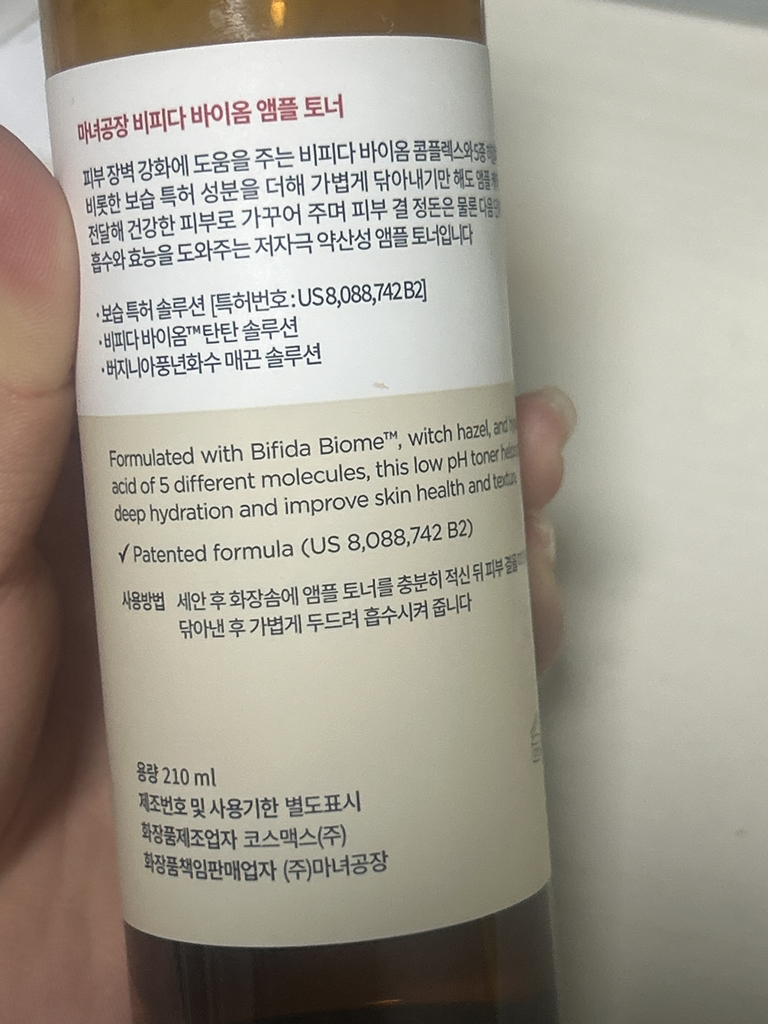 마녀공장 비피다 바이옴 앰플 토너
피부 장벽 강화에 도움을 주는 비피다 바이옴 콤플렉스와 5종
비롯한 보습 특허 성분을 더해 가볍게 닦아내기만 해도 앰플
전달해 건강한 피부로 가꾸어 주며 피부 결 정돈은 물론 다음
흡수와 효능을 도와주는 저자극 약산성 앰플 토너입니다
·보습 특허 솔루션 [특허번호 : US 8,088,742 B2]
·비피다 바이옴™ 탄탄 솔루션
·버지니아풍년화수 매끈 솔루션
Formulated with Bifida Biome™, witch hazel, and
acid of 5 different molecules, this low pH toner helps
deep hydration and improve skin health and texture.
✓ Patented formula (US 8,088,742 B2)
사용방법 세안 후 화장솜에 앰플 토너를 충분히 적신 뒤 피부 결을
닦아낸 후 가볍게 두드려 흡수시켜 줍니다
용량 210 ml
제조번호 및 사용기한 별도표시
화장품제조업자 코스맥스(주)
화장품책임판매업자 (주)마녀공장